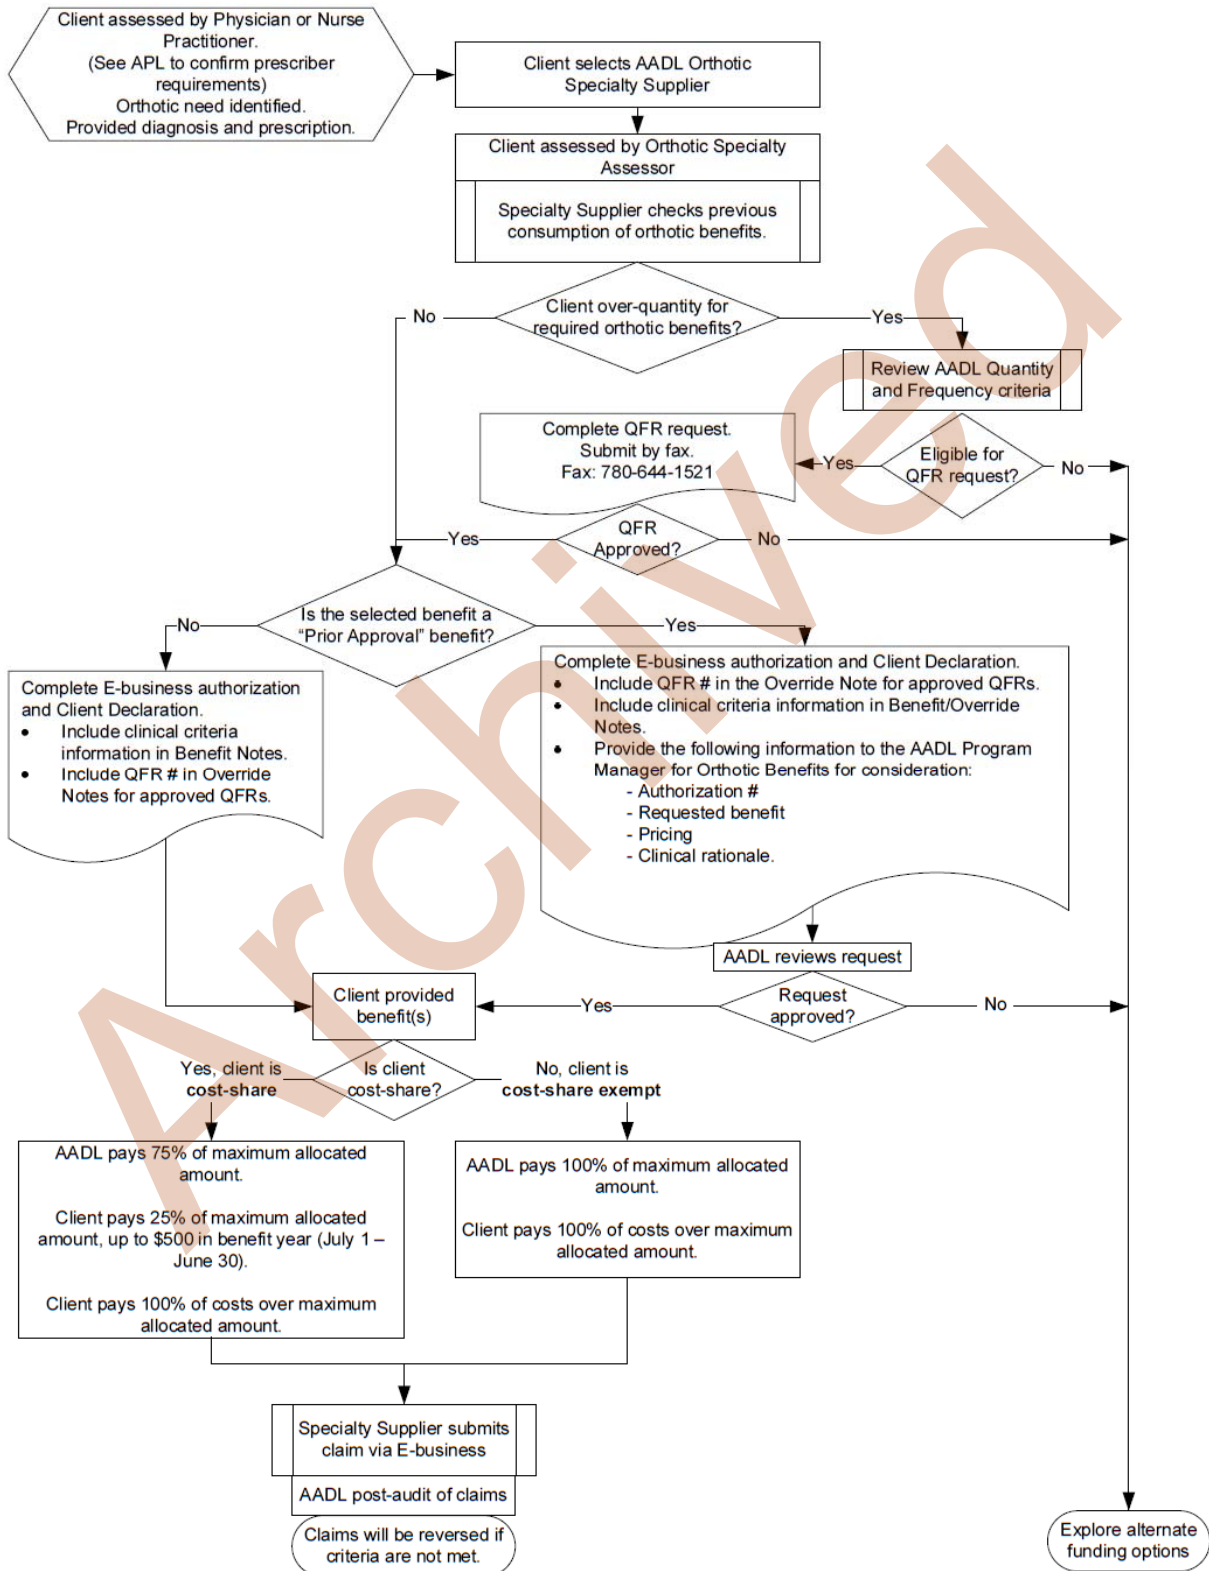 Client assessed by Physician or Nurse
Practitioner.
(See APL to confirm prescriber
requirements)
Orthotic need identified.
Provided diagnosis and prescription.
Client selects AADL Orthotic
Specialty Supplier
Client assessed by Orthotic Specialty
Assessor
Specialty Supplier checks previous
consumption of orthotic benefits.
Client over-quantity for
required orthotic benefits?
No
Yes
Review AADL Quantity
and Frequency criteria
Eligible for
QFR request?
Yes
No
Complete QFR request.
Submit by fax.
Fax: 780-644-1521
QFR
Approved?
Yes
No
Is the selected benefit a
“Prior Approval” benefit?
No
Yes
Complete E-business authorization
and Client Declaration.
• Include clinical criteria
information in Benefit Notes.
• Include QFR # in Override
Notes for approved QFRs.
Complete E-business authorization and Client Declaration.
• Include QFR # in the Override Note for approved QFRs.
• Include clinical criteria information in Benefit/Override
Notes.
• Provide the following information to the AADL Program
Manager for Orthotic Benefits for consideration:
- Authorization #
- Requested benefit
- Pricing
- Clinical rationale.
AADL reviews request
Request
approved?
Yes
No
Client provided
benefit(s)
Is client
cost-share?
Yes, client is
cost-share
No, client is
cost-share exempt
AADL pays 75% of maximum allocated
amount.
Client pays 25% of maximum allocated
amount, up to $500 in benefit year (July 1 –
June 30).
Client pays 100% of costs over maximum
allocated amount.
AADL pays 100% of maximum allocated
amount.
Client pays 100% of costs over maximum
allocated amount.
Specialty Supplier submits
claim via E-business
AADL post-audit of claims
Claims will be reversed if
criteria are not met.
Explore alternate
funding options
Archived